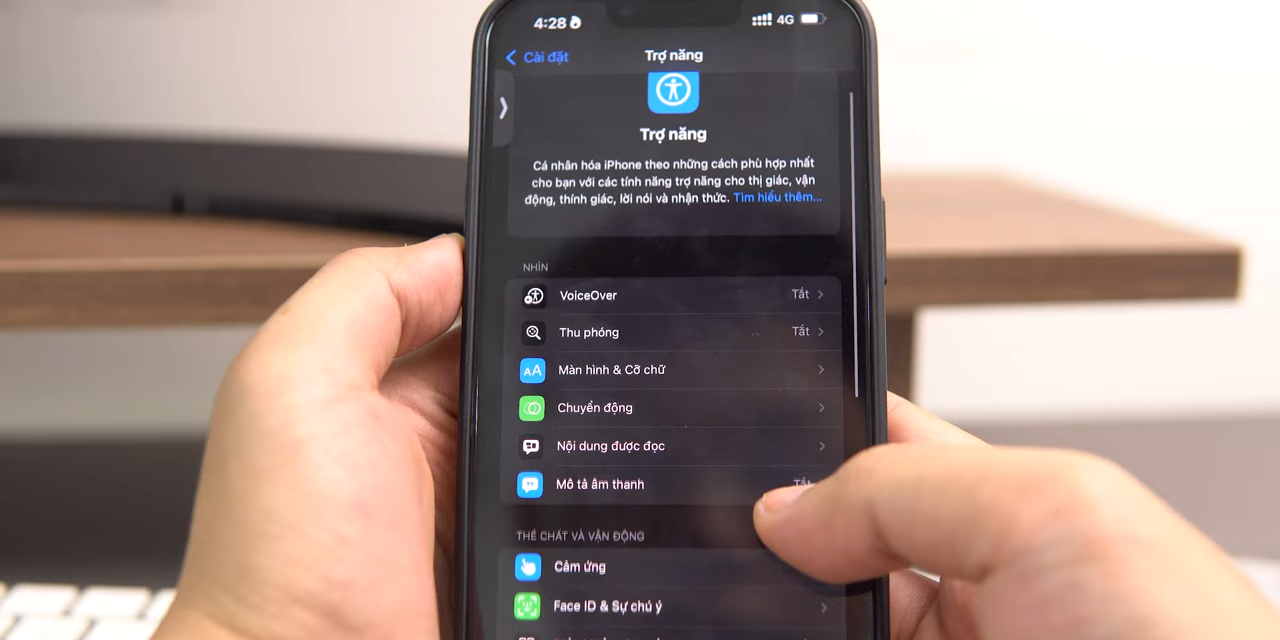 4:28
4G
Cài đặt
Trợ năng
Trợ năng
Cá nhân hóa iPhone theo những cách phù hợp nhất
cho bạn với các tính năng trợ năng cho thị giác, vận
động, thính giác, lời nói và nhận thức. Tìm hiểu thêm...
NHÌN
VoiceOver Tắt
Thu phóng Tắt
AA Màn hình & Cỡ chữ
Chuyển động
Nội dung được đọc
Mô tả âm thanh Tắt
THỂ CHẤT VÀ VẬN ĐỘNG
Cảm ứng
Face ID & Sự chú ý